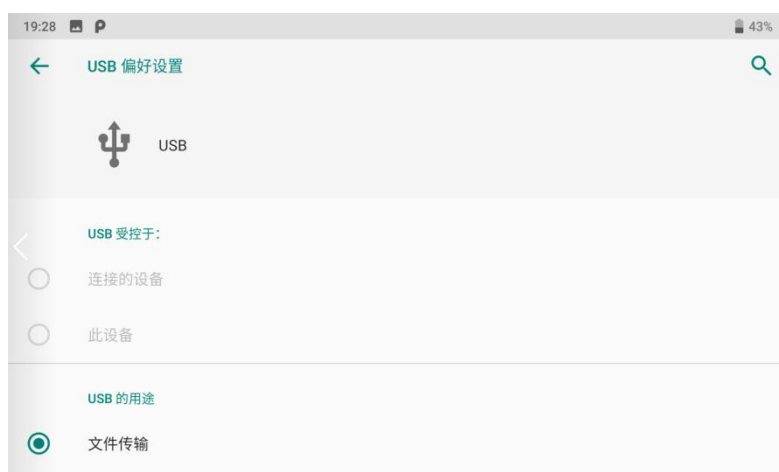 19:28 43%
USB 偏好设置
USB
USB 受控于：
连接的设备
此设备
USB 的用途
文件传输